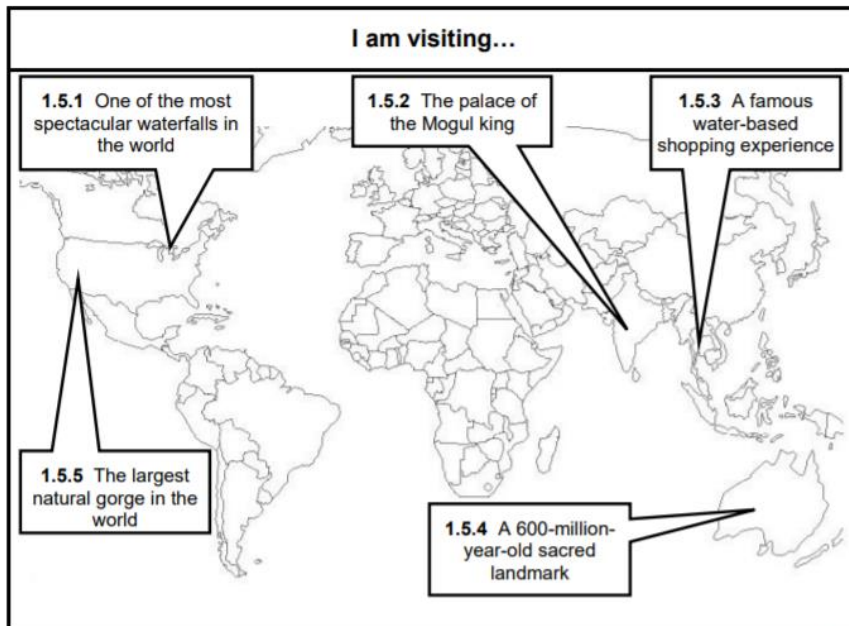 I am visiting…
1.5.1 One of the most
spectacular waterfalls in
the world
1.5.2 The palace of
the Mogul king
1.5.3 A famous
water-based
shopping experience
1.5.5 The largest
natural gorge in the
world
1.5.4 A 600-million-
year-old sacred
landmark